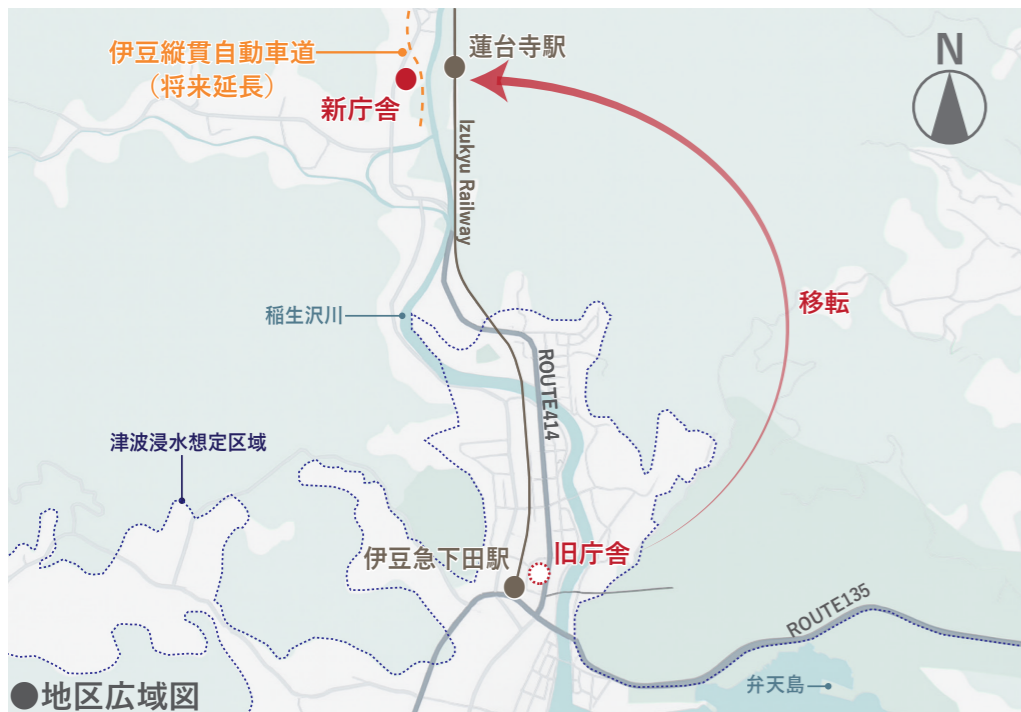 伊豆縦貫自動車道
（将来延長）
蓮台寺駅
N
新庁舎
Izukyu Railway
移転
稲生沢川
ROUTE414
津波浸水想定区域
伊豆急下田駅
旧庁舎
ROUTE135
弁天島
●地区広域図